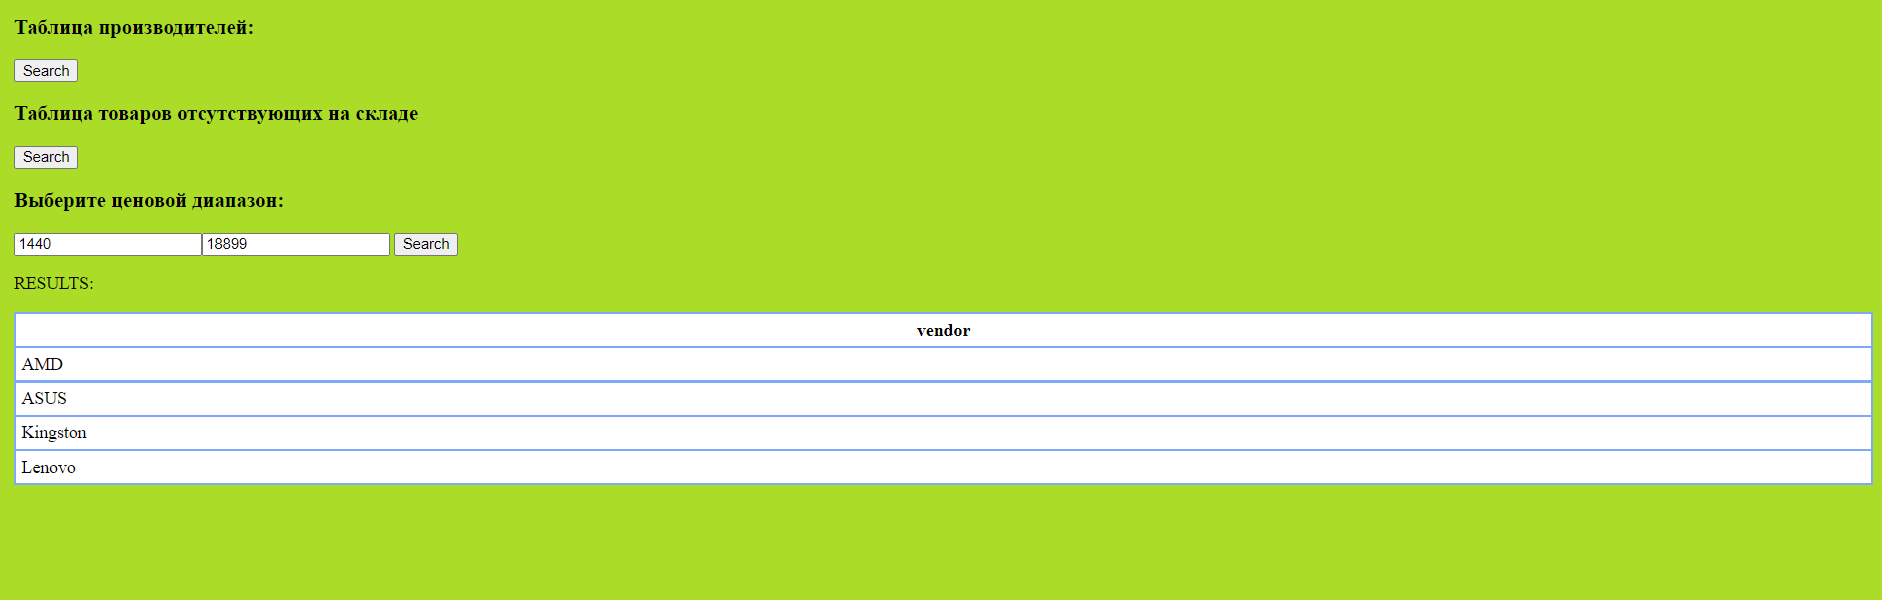 Таблица производителей:
Search
Таблица товаров отсутствующих на складе
Search
Выберите ценовой диапазон:
1440 18899 Search
RESULTS:
vendor
AMD
ASUS
Kingston
Lenovo